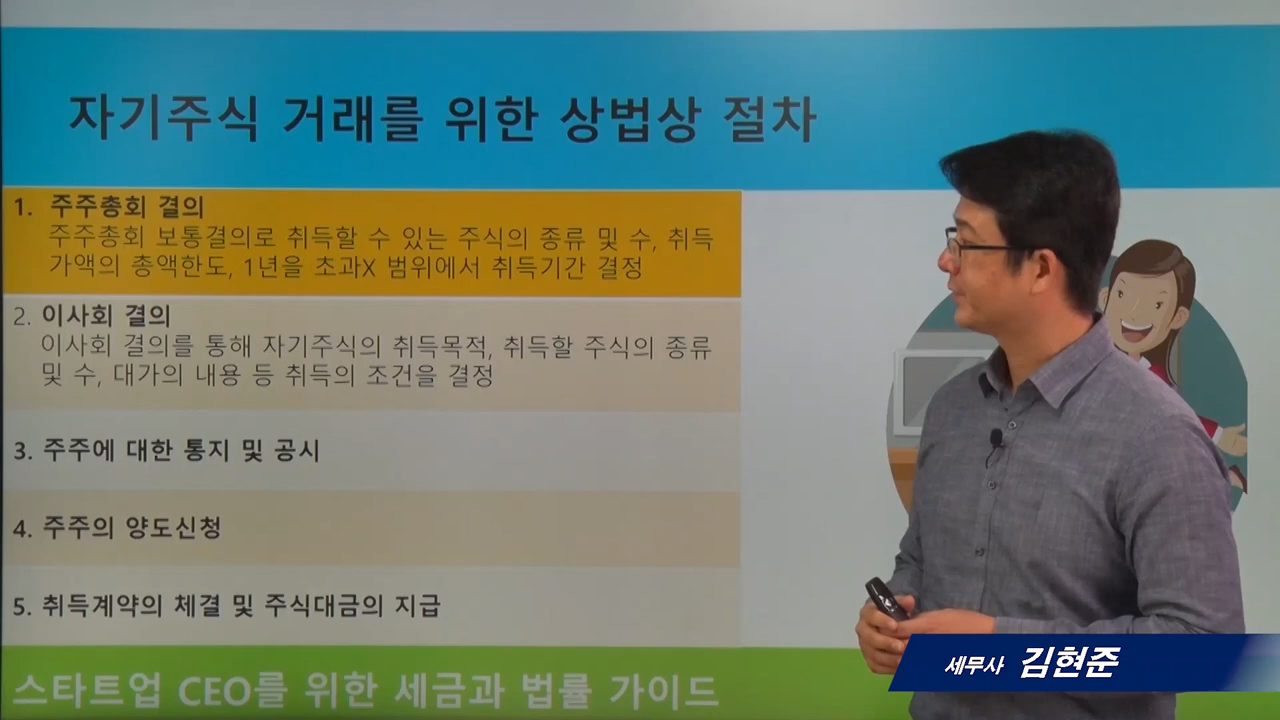 자기주식 거래를 위한 상법상 절차
1. 주주총회 결의
주주총회 보통결의로 취득할 수 있는 주식의 종류 및 수, 취득
가액의 총액한도, 1년을 초과X 범위에서 취득기간 결정
2. 이사회 결의
이사회 결의를 통해 자기주식의 취득목적, 취득할 주식의 종류
및 수, 대가의 내용 등 취득의 조건을 결정
3. 주주에 대한 통지 및 공시
4. 주주의 양도신청
5. 취득계약의 체결 및 주식대금의 지급
스타트업 CEO를 위한 세금과 법률 가이드
세무사 김현준